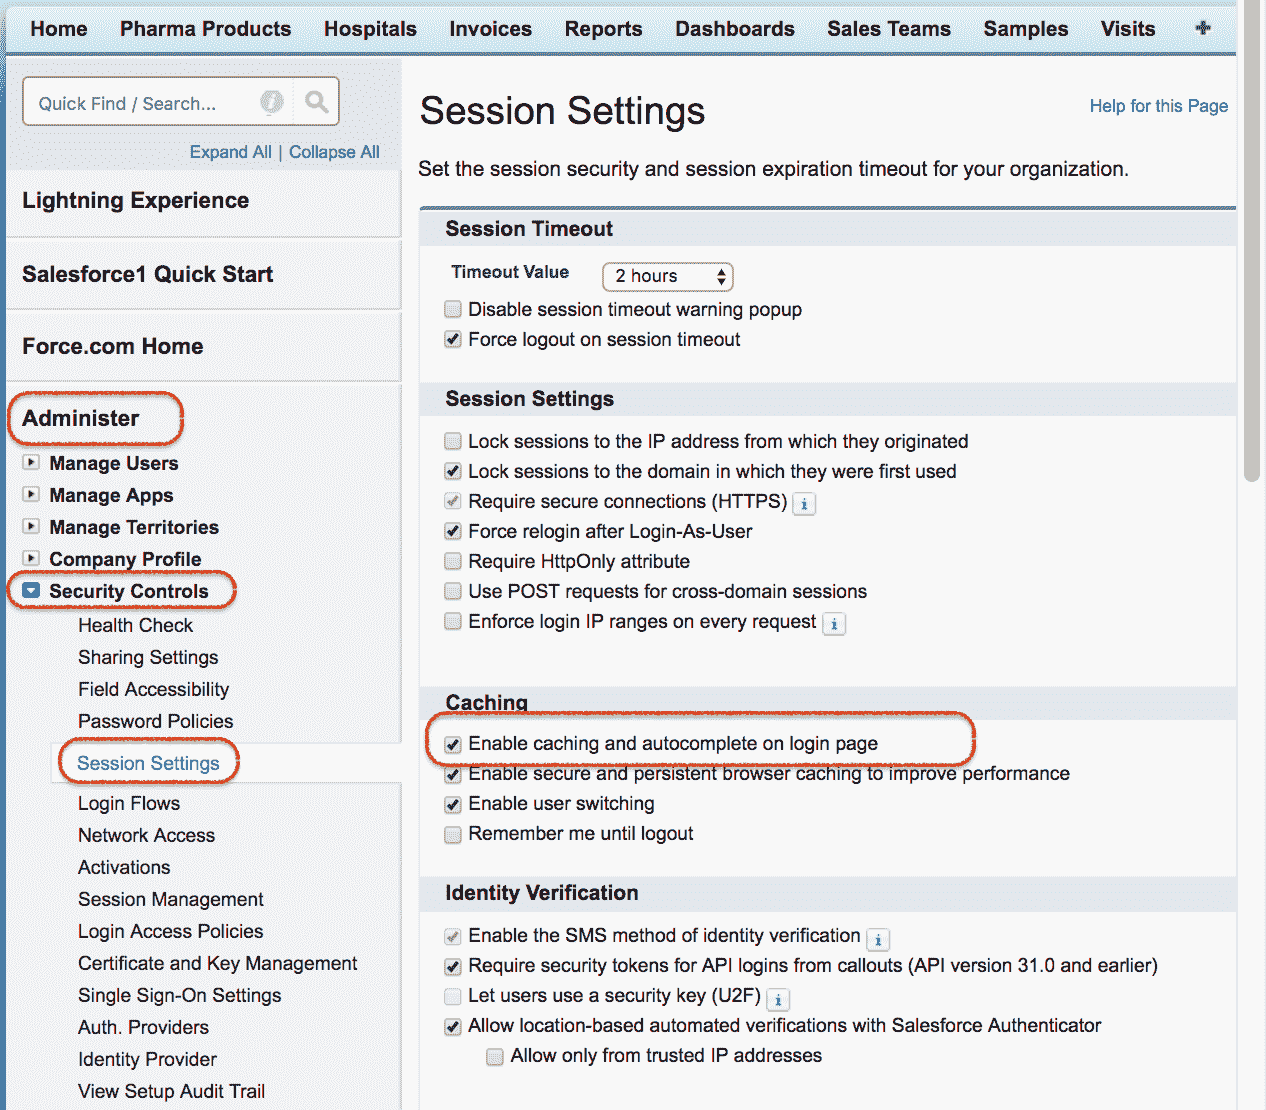 Home Pharma Products Hospitals Invoices Reports Dashboards Sales Teams Samples Visits +
Quick Find / Search... i
Expand All | Collapse All
Lightning Experience
Salesforce1 Quick Start
Force.com Home
Administer
Manage Users
Manage Apps
Manage Territories
Company Profile
Security Controls
Health Check
Sharing Settings
Field Accessibility
Password Policies
Session Settings
Login Flows
Network Access
Activations
Session Management
Login Access Policies
Certificate and Key Management
Single Sign-On Settings
Auth. Providers
Identity Provider
View Setup Audit Trail
Session Settings
Help for this Page
Set the session security and session expiration timeout for your organization.
Session Timeout
Timeout Value 2 hours
Disable session timeout warning popup
Force logout on session timeout
Session Settings
Lock sessions to the IP address from which they originated
Lock sessions to the domain in which they were first used
Require secure connections (HTTPS) i
Force relogin after Login-As-User
Require HttpOnly attribute
Use POST requests for cross-domain sessions
Enforce login IP ranges on every request i
Caching
Enable caching and autocomplete on login page
Enable secure and persistent browser caching to improve performance
Enable user switching
Remember me until logout
Identity Verification
Enable the SMS method of identity verification i
Require security tokens for API logins from callouts (API version 31.0 and earlier)
Let users use a security key (U2F) i
Allow location-based automated verifications with Salesforce Authenticator
Allow only from trusted IP addresses